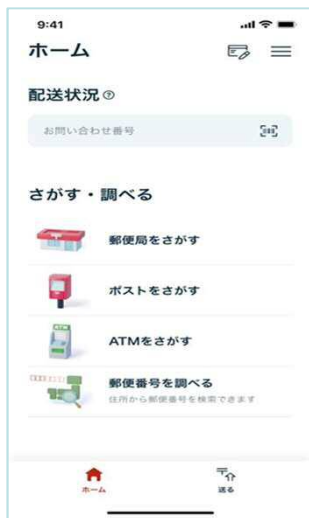 9:41
ホーム
配送状況
お問い合わせ番号
さがす・調べる
郵便局をさがす
ポストをさがす
ATM
ATMをさがす
郵便番号を調べる
住所から郵便番号を検索できます
ホーム
送る